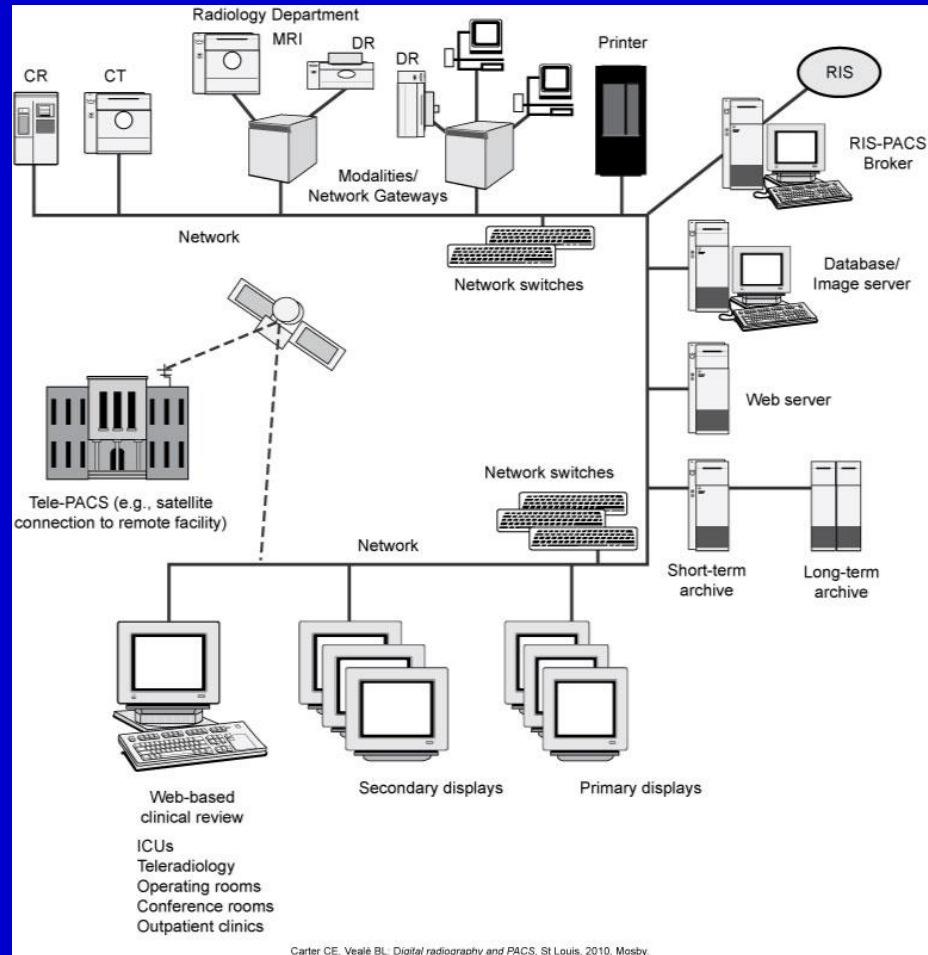 Radiology Department
MRI
DR
DR
Printer
CR
CT
RIS
RIS-PACS
Broker
Modalities/
Network Gateways
Network
Network switches
Database/
Image server
Web server
Tele-PACS (e.g., satellite
connection to remote facility)
Network switches
Network
Short-term
archive
Long-term
archive
Web-based
clinical review
Secondary displays
Primary displays
ICUs
Teleradiology
Operating rooms
Conference rooms
Outpatient clinics
Carter CE, Vealé BL: Digital radiography and PACS, St Louis, 2010, Mosby.